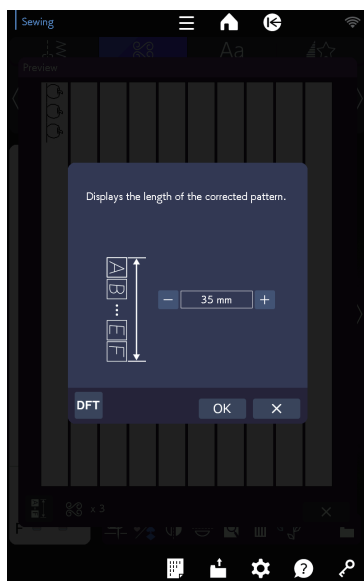 Sewing
Aa
Preview
Displays the length of the corrected pattern.
A
B
E
F
− 35 mm +
DFT OK ×
× 3 ×
?